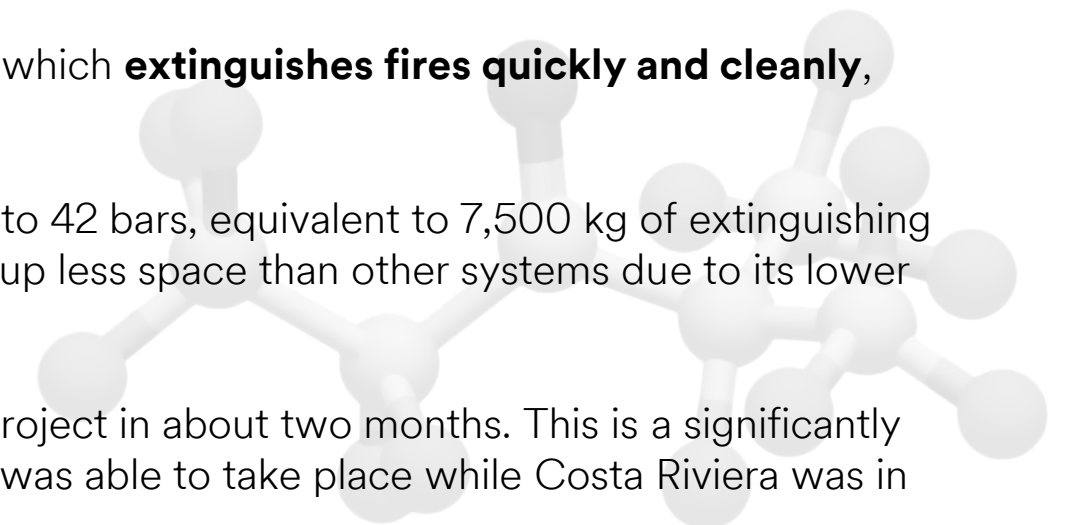 which extinguishes fires quickly and cleanly,
to 42 bars, equivalent to 7,500 kg of extinguishing
up less space than other systems due to its lower
roject in about two months. This is a significantly
was able to take place while Costa Riviera was in